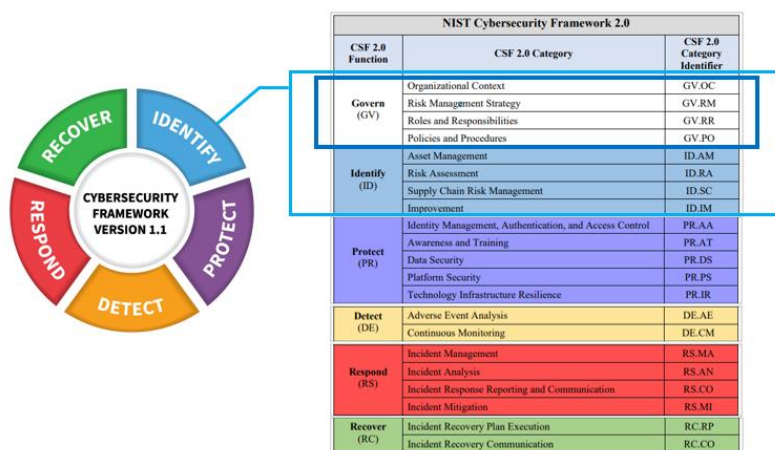 RECOVER
IDENTIFY
PROTECT
DETECT
RESPOND
CYBERSECURITY
FRAMEWORK
VERSION 1.1
NIST Cybersecurity Framework 2.0
CSF 2.0 Function CSF 2.0 Category CSF 2.0 Category Identifier
Govern (GV)
Organizational Context GV.OC
Risk Management Strategy GV.RM
Roles and Responsibilities GV.RR
Policies and Procedures GV.PO
Identify (ID)
Asset Management ID.AM
Risk Assessment ID.RA
Supply Chain Risk Management ID.SC
Improvement ID.IM
Protect (PR)
Identity Management, Authentication, and Access Control PR.AA
Awareness and Training PR.AT
Data Security PR.DS
Platform Security PR.PS
Technology Infrastructure Resilience PR.IR
Detect (DE)
Adverse Event Analysis DE.AE
Continuous Monitoring DE.CM
Respond (RS)
Incident Management RS.MA
Incident Analysis RS.AN
Incident Response Reporting and Communication RS.CO
Incident Mitigation RS.MI
Recover (RC)
Incident Recovery Plan Execution RC.RP
Incident Recovery Communication RC.CO